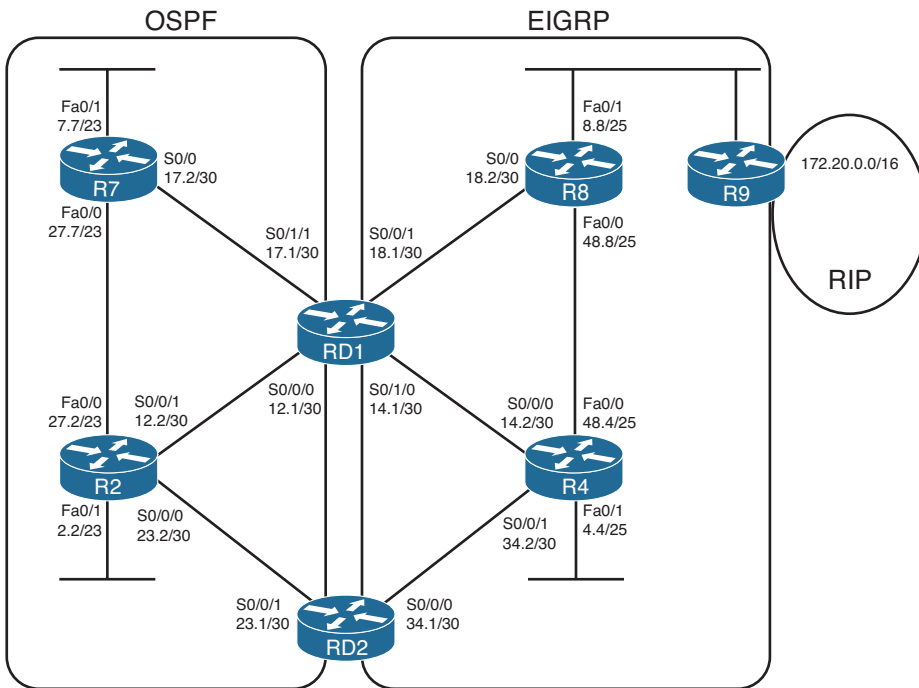 OSPF
EIGRP
Fa0/1
7.7/23
S0/0
17.2/30
R7
Fa0/0
27.7/23
S0/1/1
17.1/30
Fa0/1
8.8/25
S0/0
18.2/30
R8
Fa0/0
48.8/25
S0/0/1
18.1/30
R9
172.20.0.0/16
RIP
RD1
Fa0/0
27.2/23
S0/0/1
12.2/30
S0/0/0
12.1/30
R2
Fa0/1
2.2/23
S0/0/0
23.2/30
S0/1/0
14.1/30
S0/0/0
14.2/30
Fa0/0
48.4/25
R4
Fa0/1
4.4/25
S0/0/1
34.2/30
S0/0/1
23.1/30
RD2
S0/0/0
34.1/30